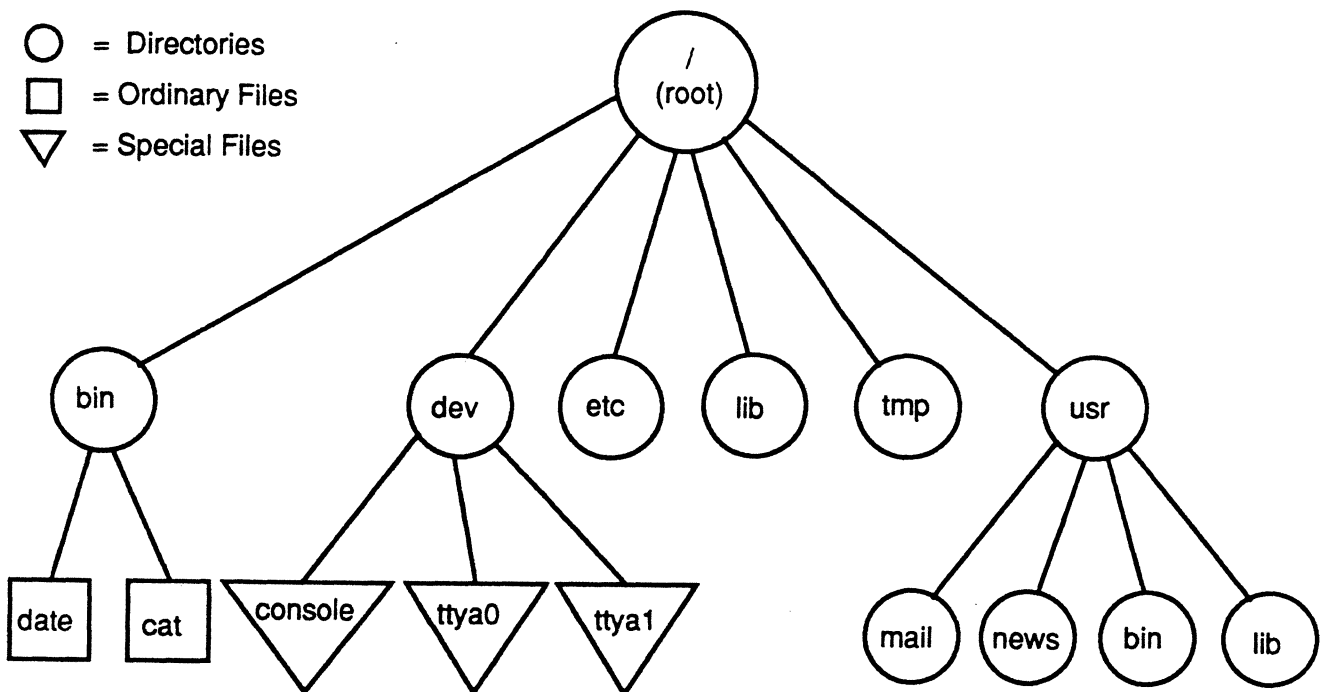 = Directories
= Ordinary Files
= Special Files
/
(root)
bin
dev
etc
lib
tmp
usr
date
cat
console
ttya0
ttya1
mail
news
bin
lib